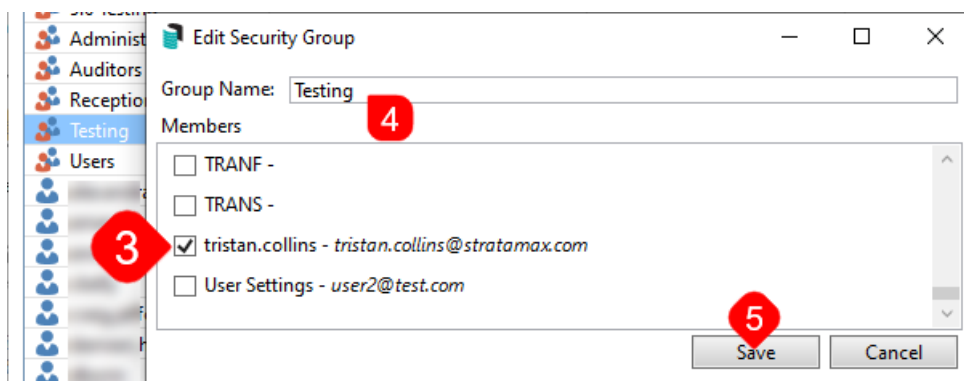 Administ
Edit Security Group
Auditors
Group Name: Testing
Receptio
4
Testing
Members
Users
TRANF -
TRANS -
3
tristan.collins - tristan.collins@stratamax.com
User Settings - user2@test.com
5
Save
Cancel